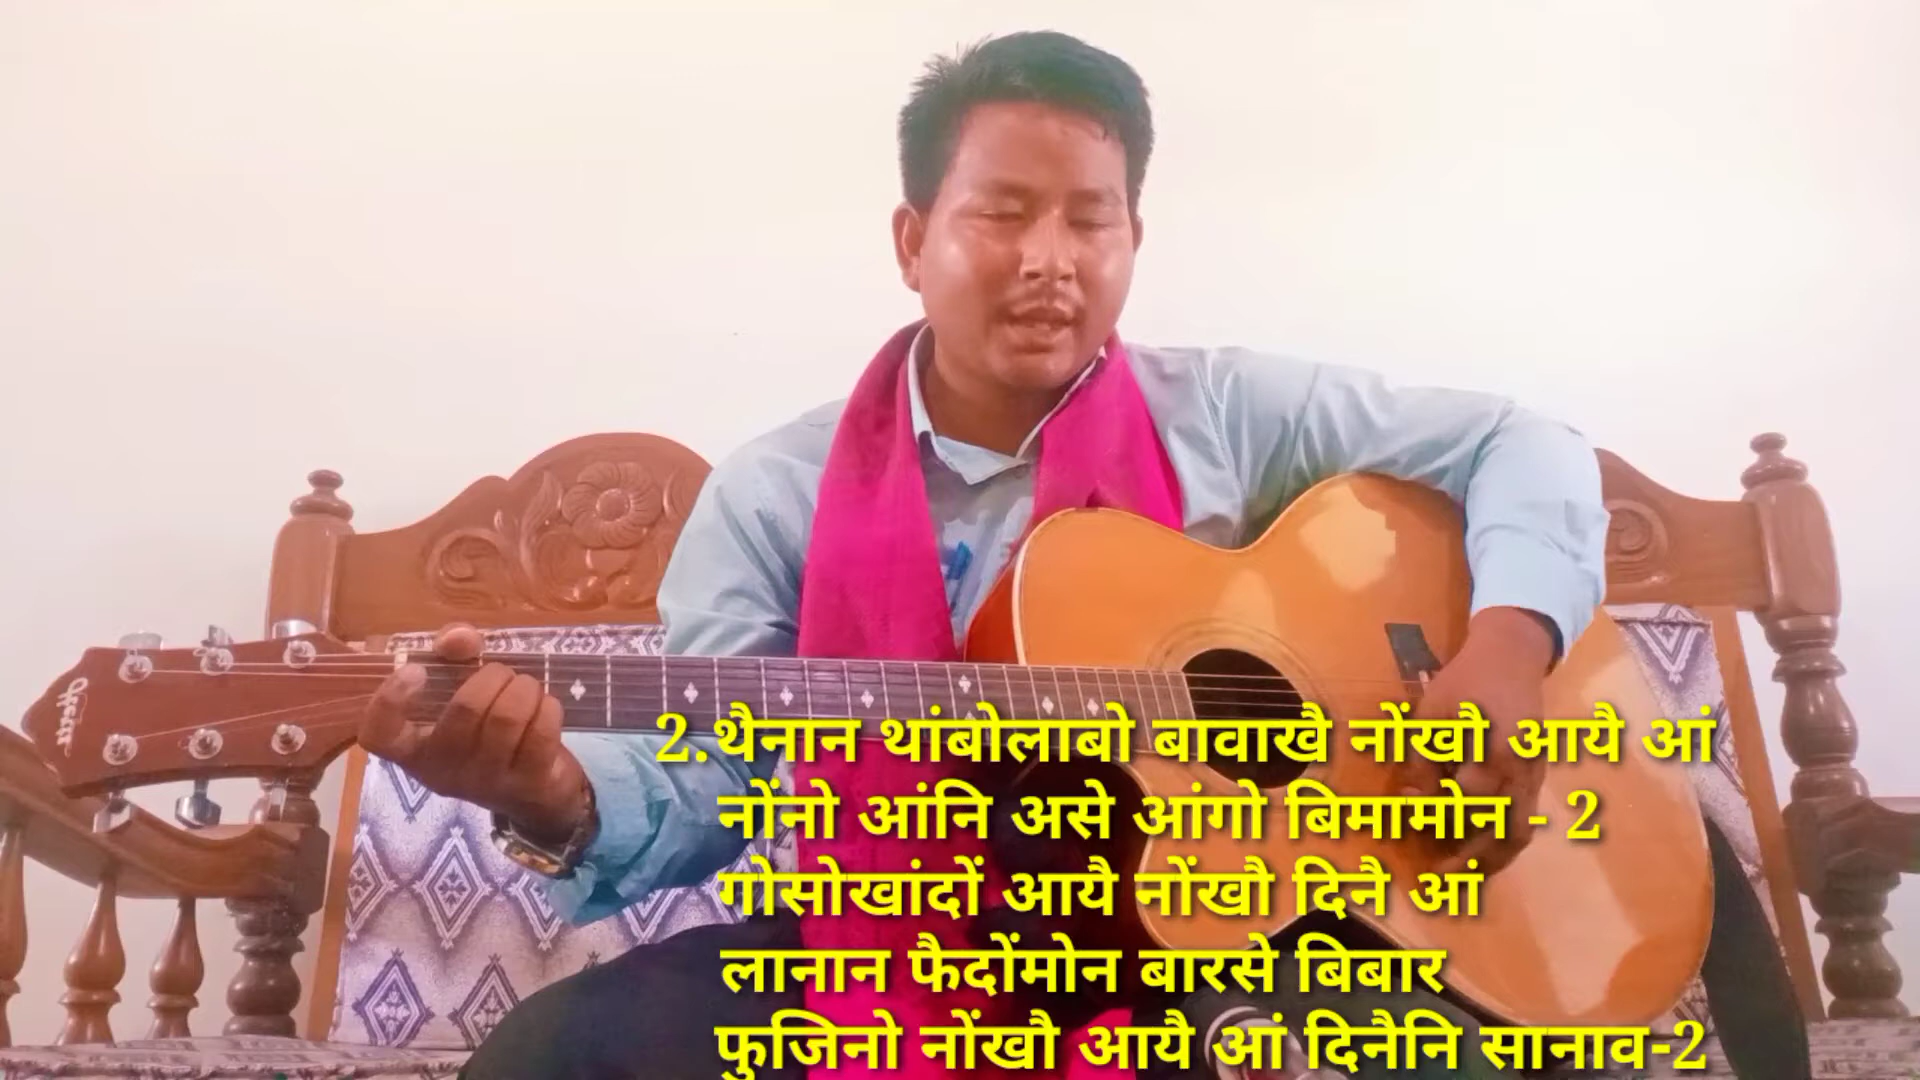 2.थैनान थांबोलाबो बावाखै नोंखौ आयै आं
नोंनो आंनि असे आंगो बिमामोन - 2
गोसोखांदों आयै नोंखौ दिनै आं
लानान फैदोंमोन बारसे बिबार
फुजिनो नोंखौ आयै आं दिनैनि सानाव-2